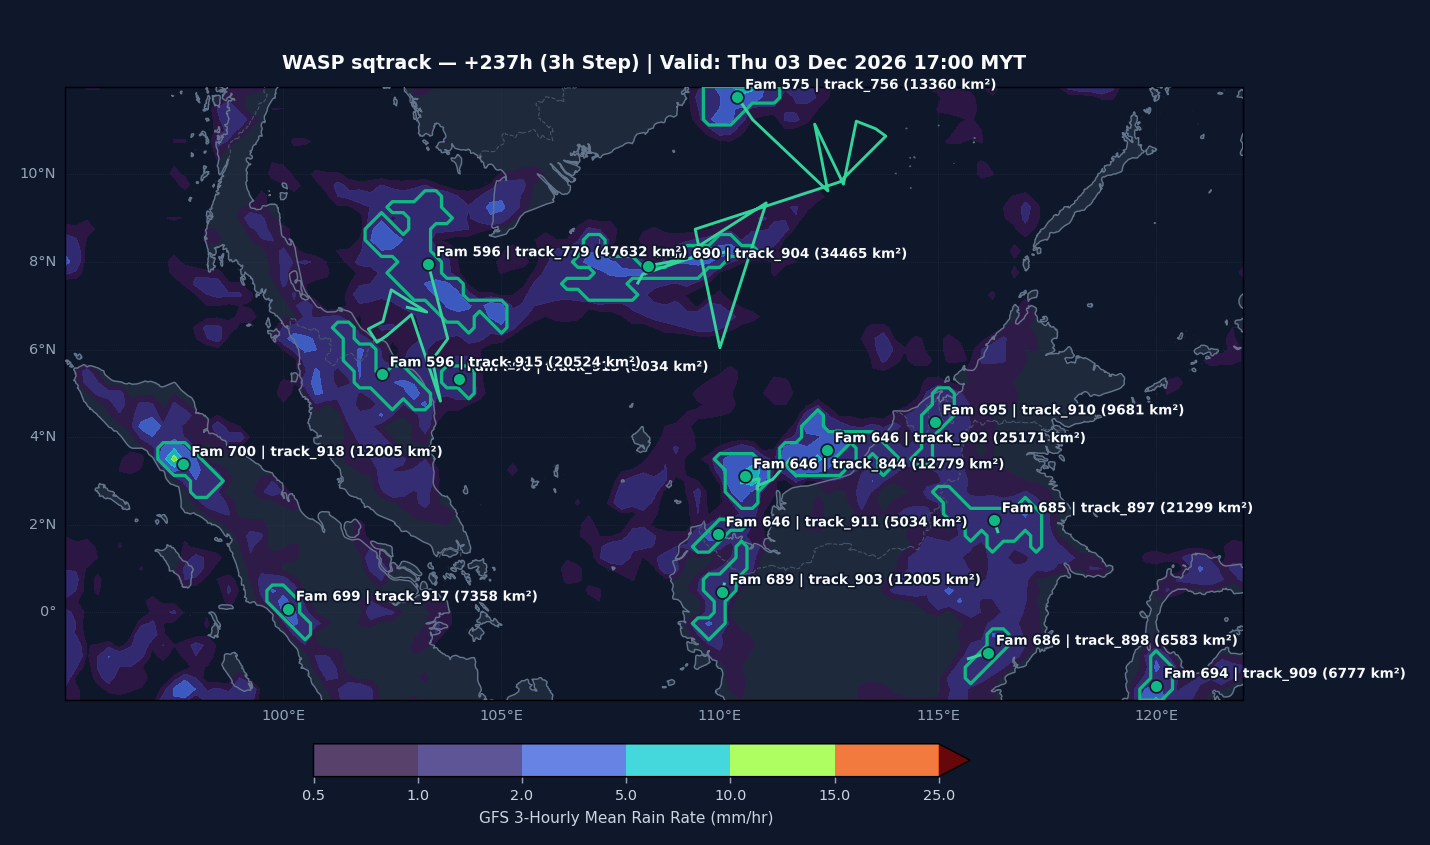 WASP sqtrack — +237h (3h Step) | Valid: Thu 03 Dec 2026 17:00 MYT
Fam 575 | track_756 (13360 km²)
10°N
Fam 596 | track_779 (47632 km²)
690 | track_904 (34465 km²)
8°N
6°N
Fam 596 | track_915 (20524 km²)
034 km²)
Fam 695 | track_910 (9681 km²)
4°N
Fam 646 | track_902 (25171 km²)
Fam 700 | track_918 (12005 km²)
Fam 646 | track_844 (12779 km²)
Fam 685 | track_897 (21299 km²)
2°N
Fam 646 | track_911 (5034 km²)
Fam 689 | track_903 (12005 km²)
Fam 699 | track_917 (7358 km²)
0°
Fam 686 | track_898 (6583 km²)
Fam 694 | track_909 (6777 km²)
100°E 105°E 110°E 115°E 120°E
0.5 1.0 2.0 5.0 10.0 15.0 25.0
GFS 3-Hourly Mean Rain Rate (mm/hr)